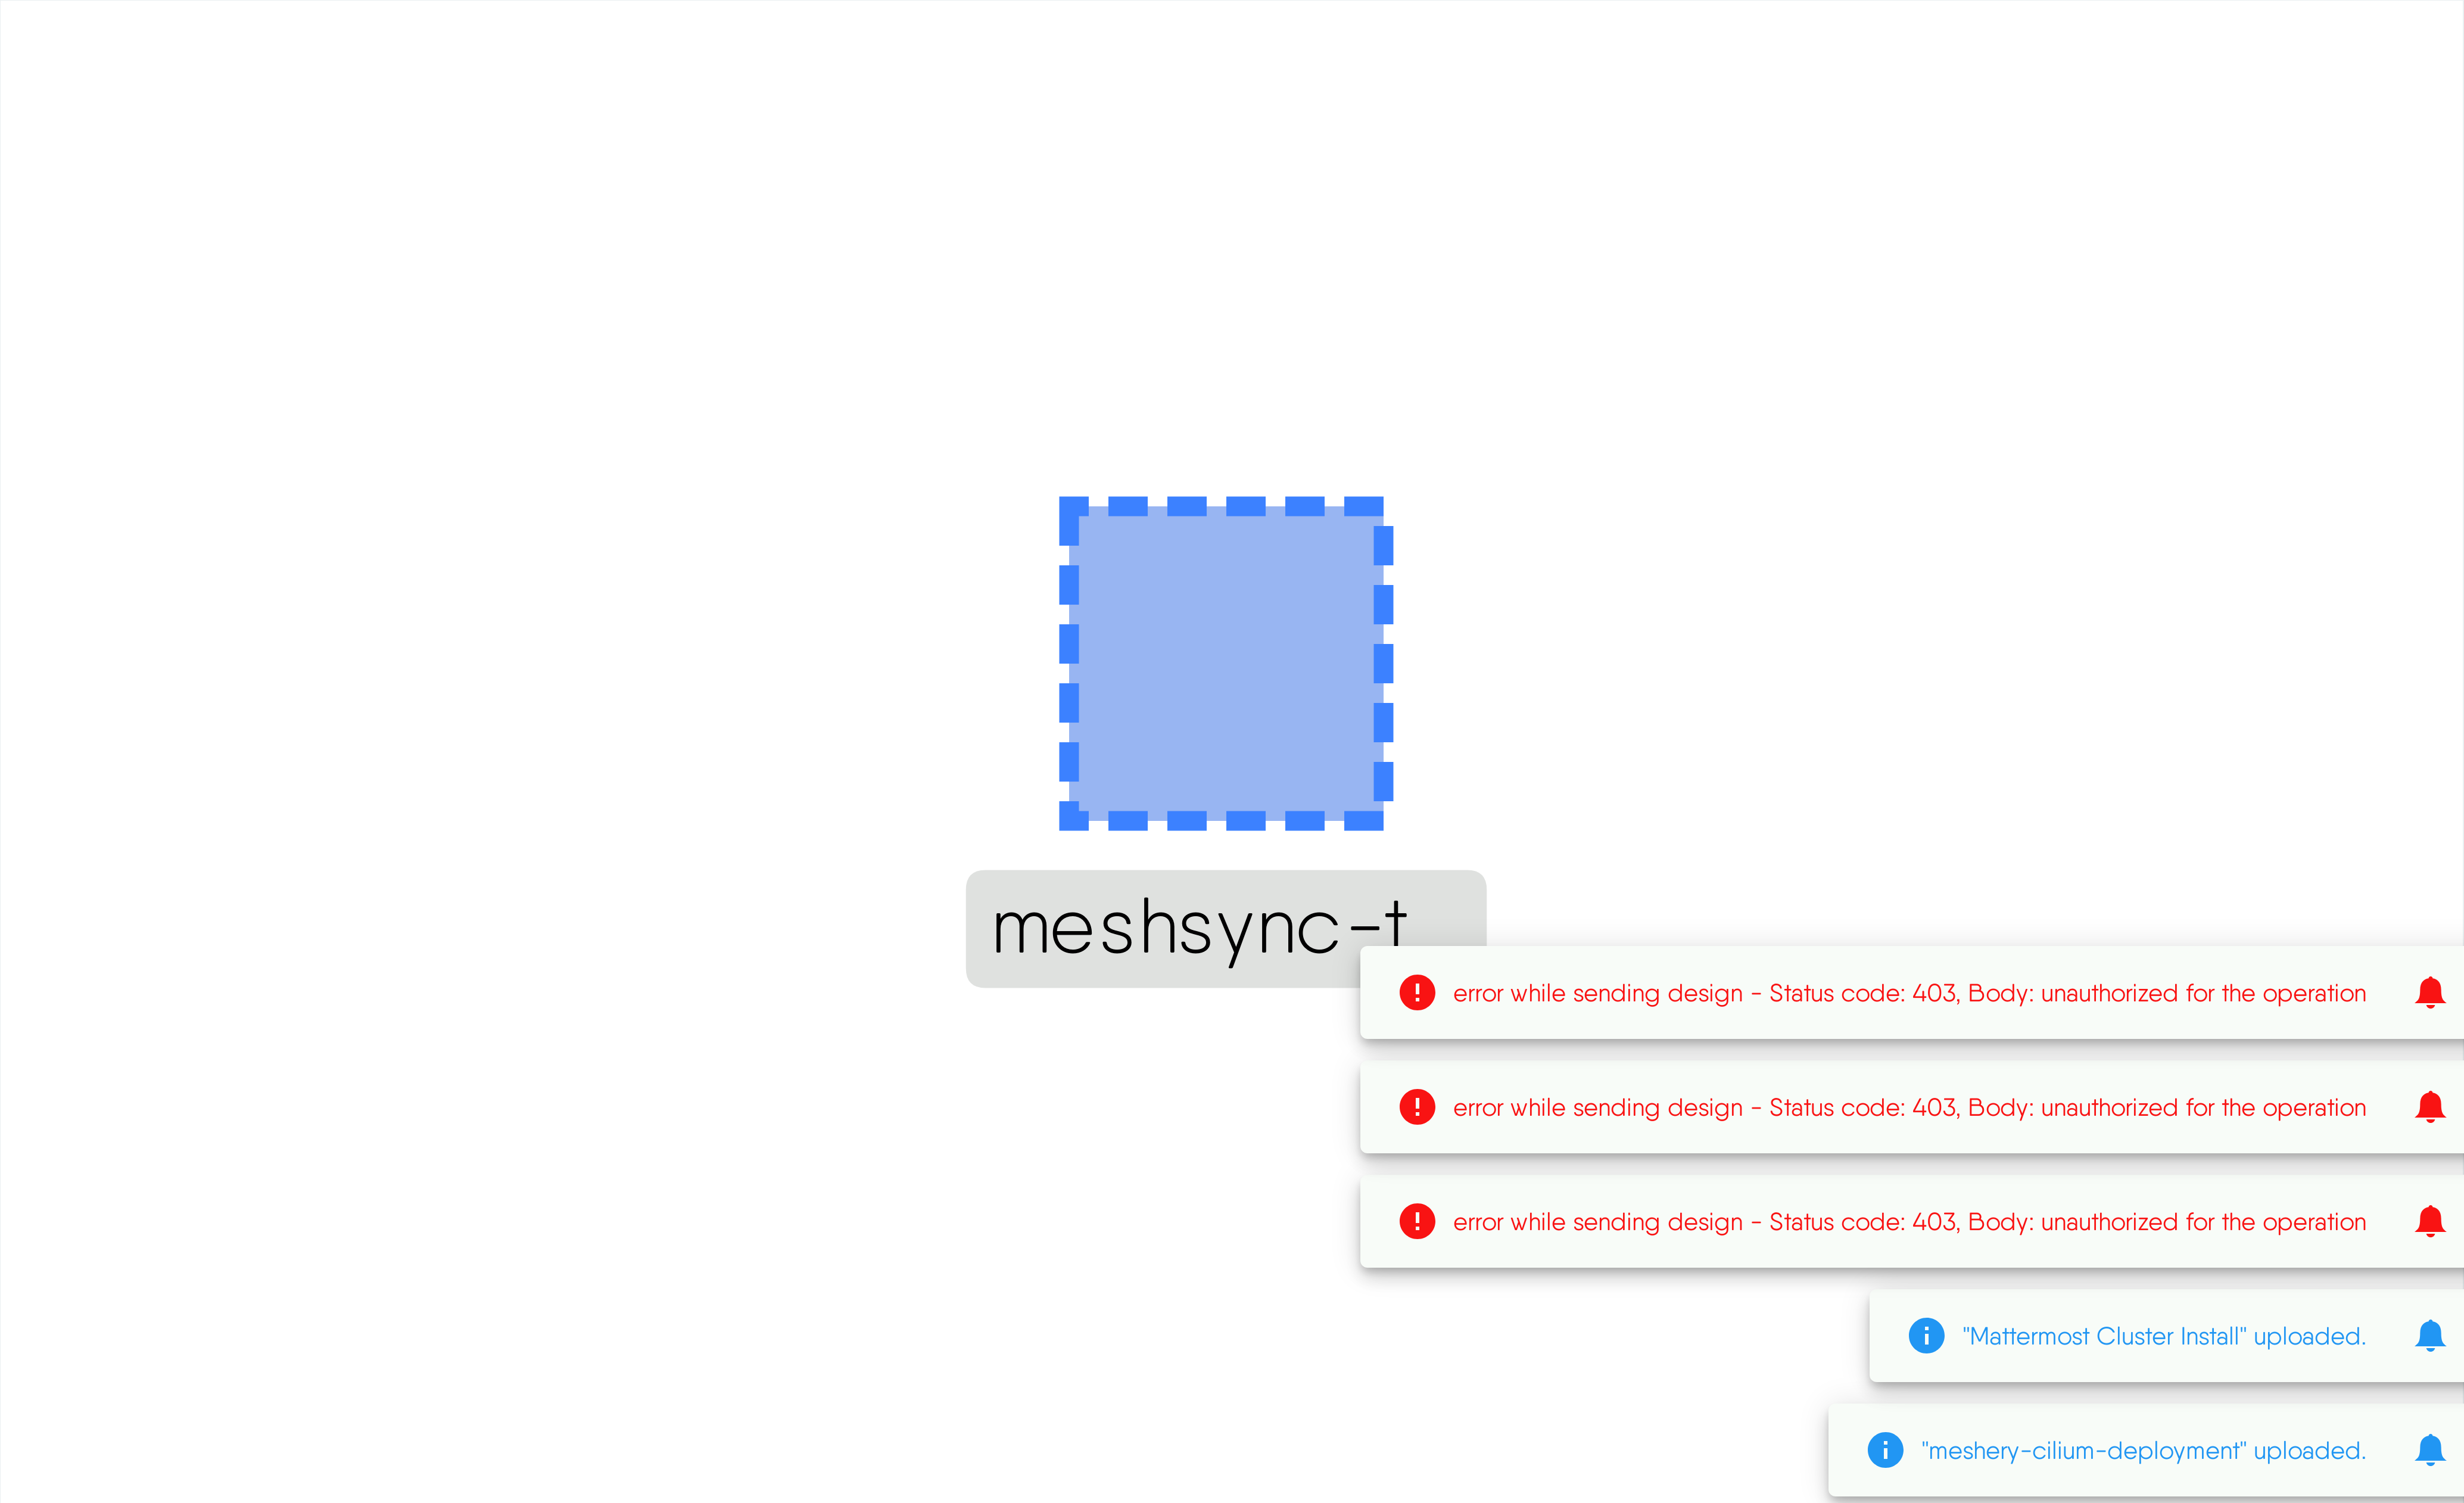 meshsync-t
error while sending design - Status code: 403, Body: unauthorized for the operation
error while sending design - Status code: 403, Body: unauthorized for the operation
error while sending design - Status code: 403, Body: unauthorized for the operation
"Mattermost Cluster Install" uploaded.
"meshery-cilium-deployment" uploaded.